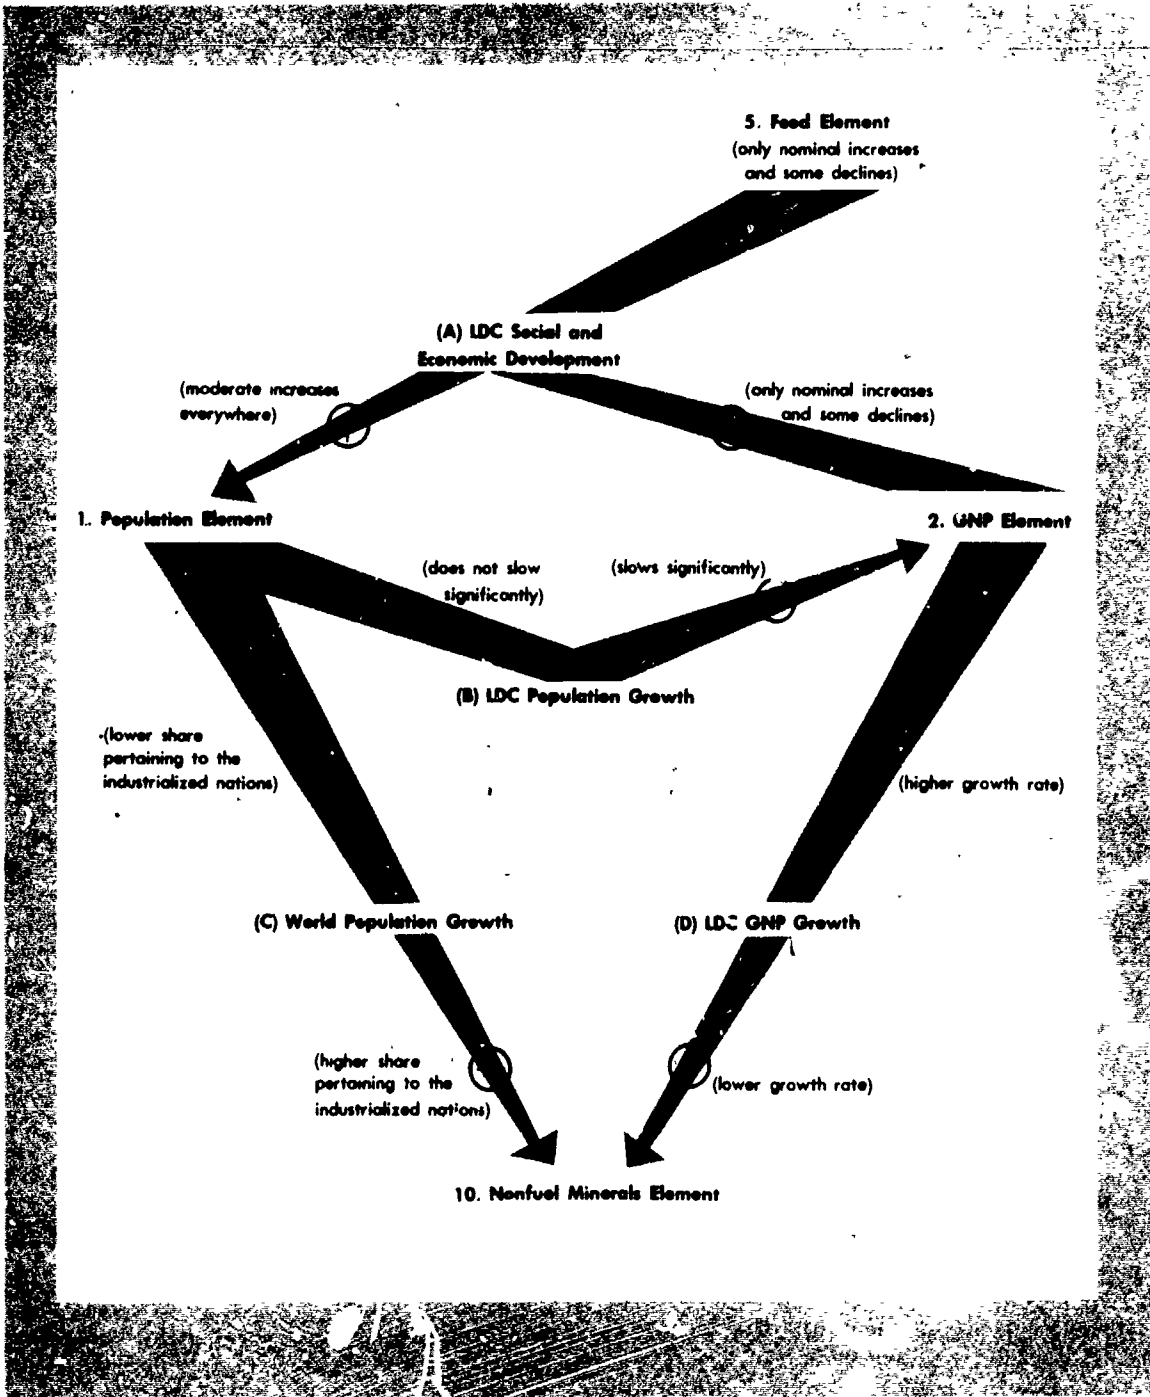 5. Feed Element
(only nominal increases
and some declines)
(A) LDC Social and
Economic Development
(moderate increases
everywhere)
(only nominal increases
and some declines)
1. Population Element
2. GNP Element
(does not slow
significantly)
(slows significantly)
(B) LDC Population Growth
(lower share
pertaining to the
industrialized nations)
(higher growth rate)
(C) World Population Growth
(D) LDC GNP Growth
(higher share
pertaining to the
industrialized nations)
(lower growth rate)
10. Nonfuel Minerals Element